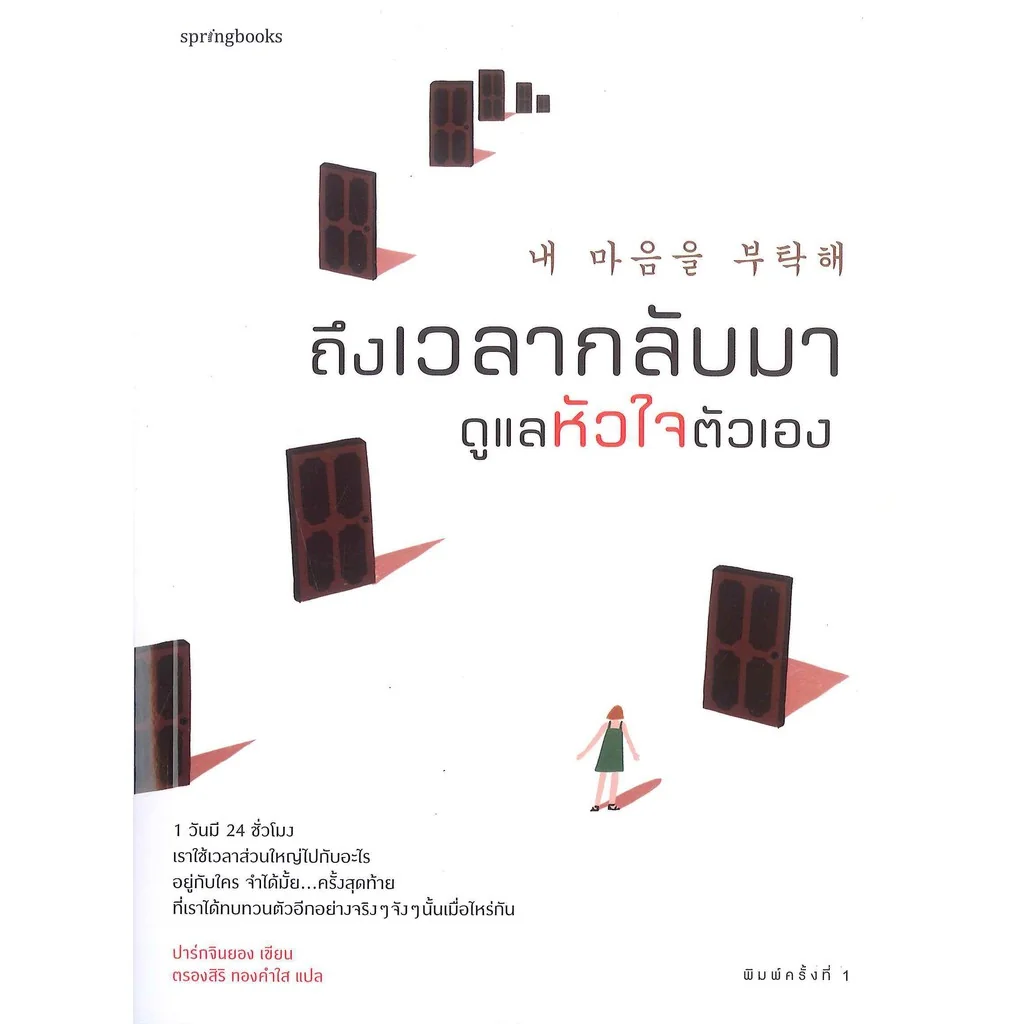 springbooks
내 마음을 부탁해
ถึงเวลากลับมา
ดูแลหัวใจตัวเอง
1 วันมี 24 ชั่วโมง
เราใช้เวลาส่วนใหญ่ไปกับอะไร
อยู่กับใคร จำได้มั้ย...ครั้งสุดท้าย
ที่เราได้ทบทวนตัวอีกอย่างจริงๆจังๆนั้นเมื่อไหร่กัน
ปาร์กจินยอง เขียน
ตรองสิริ ทองคำใส แปล
พิมพ์ครั้งที่ 1